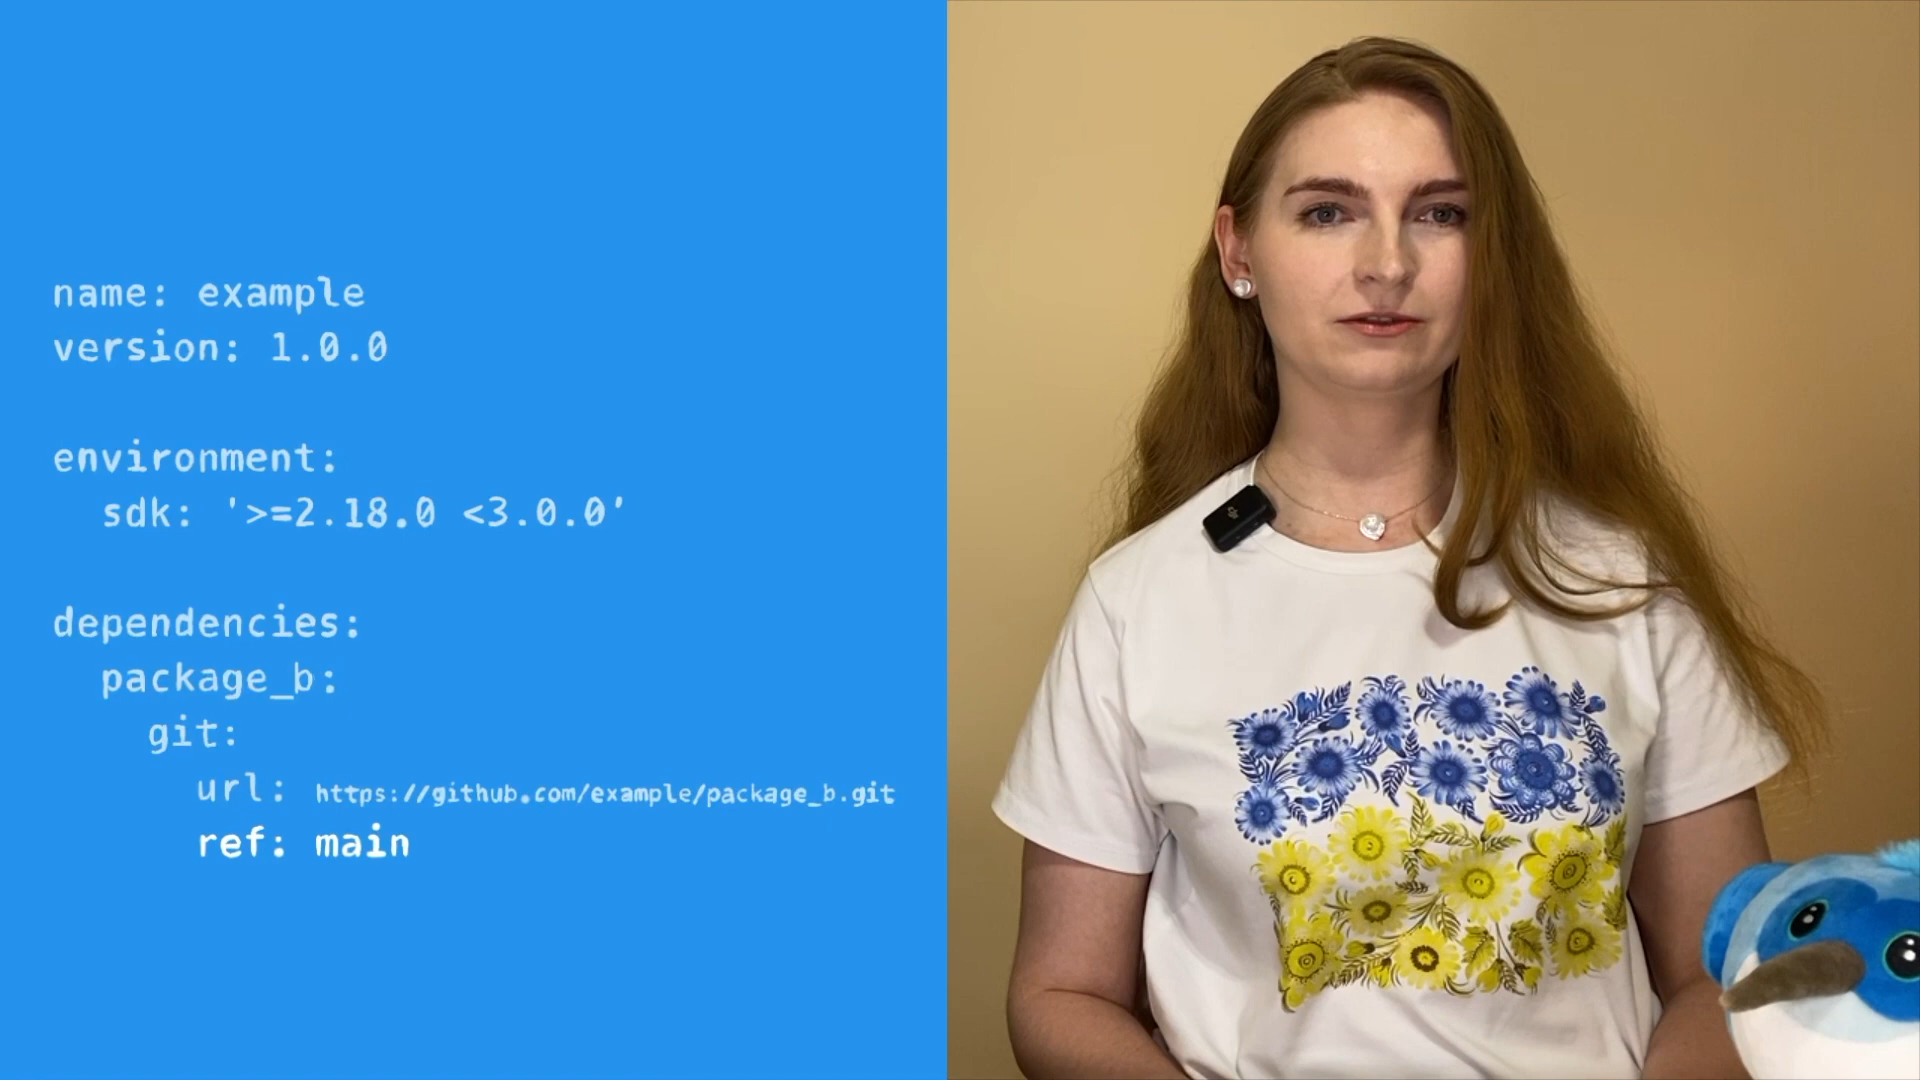 name: example
version: 1.0.0
environment:
sdk: '>=2.18.0 <3.0.0'
dependencies:
package_b:
git:
url: https://github.com/example/package_b.git
ref: main